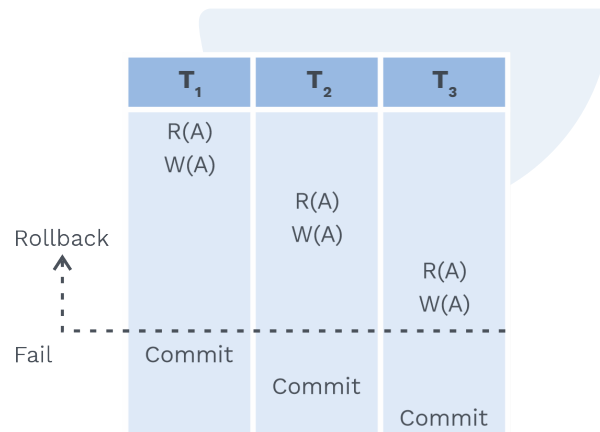 T₁ T₂ T₃
R(A)
W(A)
R(A)
W(A)
Rollback
R(A)
W(A)
Fail Commit
Commit
Commit